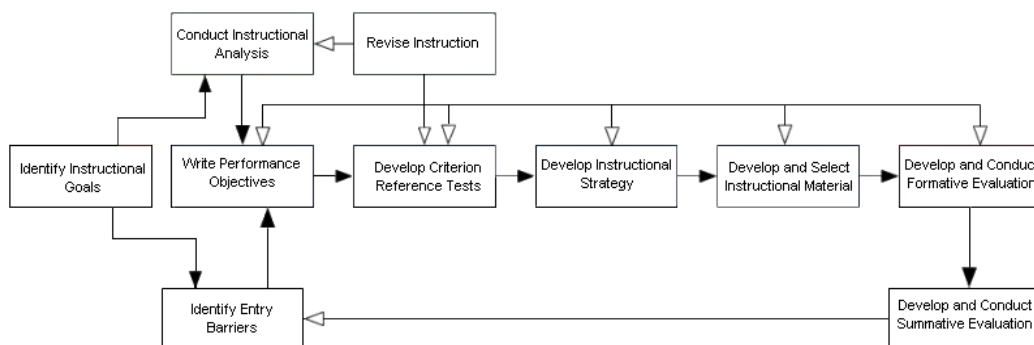 Conduct Instructional
Analysis
Revise Instruction
Identify Instructional
Goals
Write Performance
Objectives
Develop Criterion
Reference Tests
Develop Instructional
Strategy
Develop and Select
Instructional Material
Develop and Conduct
Formative Evaluation
Identify Entry
Barriers
Develop and Conduct
Summative Evaluation